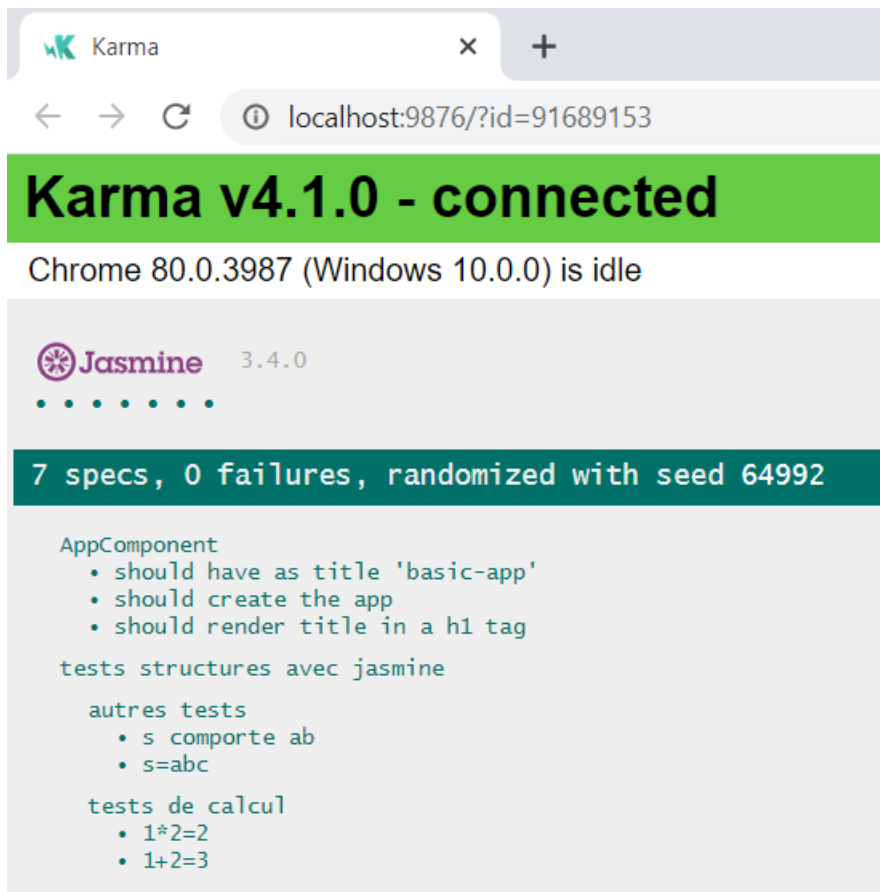 Karma
localhost:9876/?id=91689153
Karma v4.1.0 - connected
Chrome 80.0.3987 (Windows 10.0.0) is idle
Jasmine 3.4.0
7 specs, 0 failures, randomized with seed 64992
AppComponent
• should have as title 'basic-app'
• should create the app
• should render title in a h1 tag
tests structures avec jasmine
autres tests
• s comporte ab
• s=abc
tests de calcul
• 1*2=2
• 1+2=3